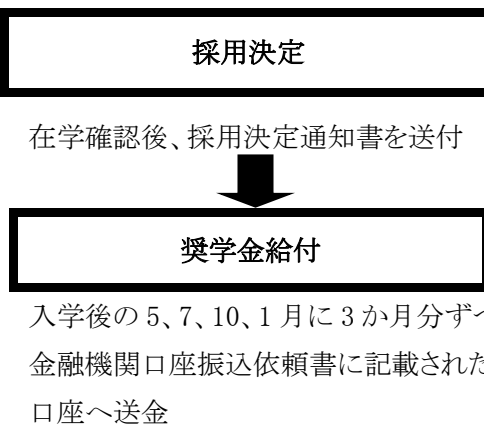 採用決定
在学確認後、採用決定通知書を送付
奨学金給付
入学後の 5、7、10、1 月に 3 か月分ずつ
金融機関口座振込依頼書に記載された
口座へ送金